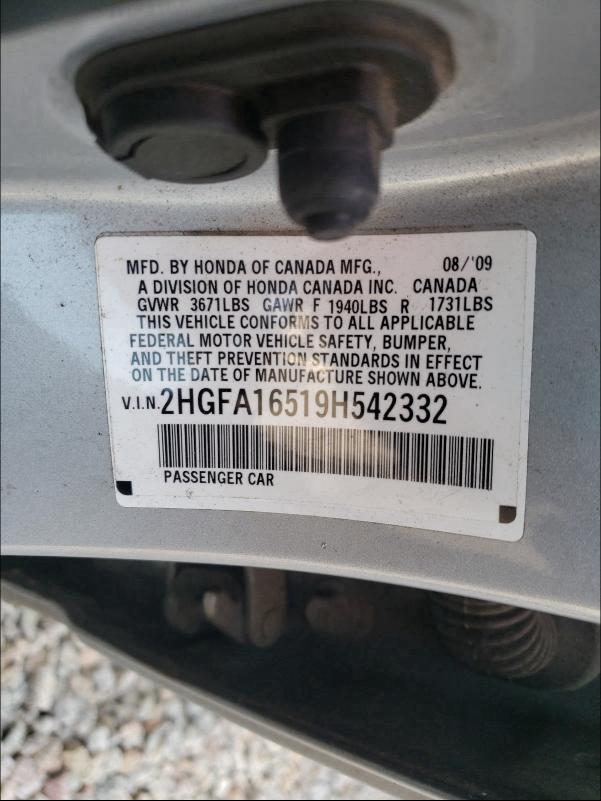 MFD. BY HONDA OF CANADA MFG., 08/'09
A DIVISION OF HONDA CANADA INC. CANADA
GVWR 3671LBS GAWR F 1940LBS R 1731LBS
THIS VEHICLE CONFORMS TO ALL APPLICABLE
FEDERAL MOTOR VEHICLE SAFETY, BUMPER,
AND THEFT PREVENTION STANDARDS IN EFFECT
ON THE DATE OF MANUFACTURE SHOWN ABOVE.
V.I.N. 2HGFA16519H542332
PASSENGER CAR